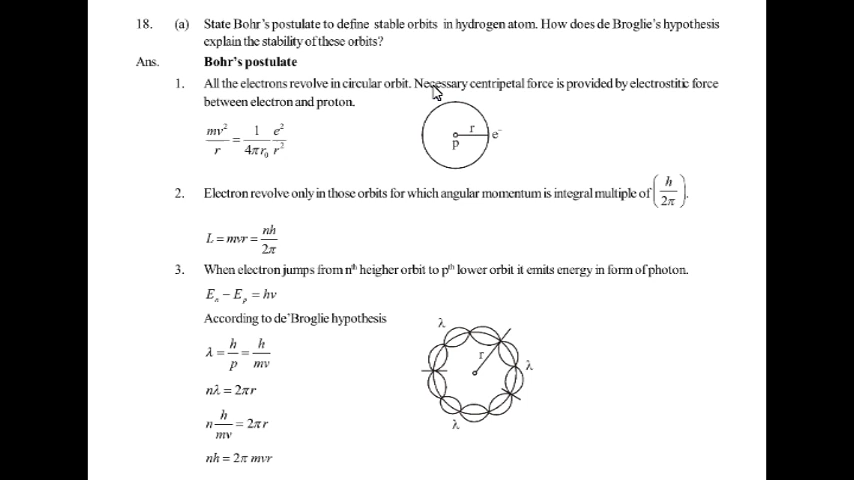 18. (a) State Bohr's postulate to define stable orbits in hydrogen atom. How does de Broglie's hypothesis
explain the stability of these orbits?
Ans. Bohr's postulate
1. All the electrons revolve in circular orbit. Necessary centripetal force is provided by electrostitic force
between electron and proton.
mv²/r = 1/4πr₀ e²/r²
r
e⁻
p
2. Electron revolve only in those orbits for which angular momentum is integral multiple of (h/2π).
L = mvr = nh/2π
3. When electron jumps from nᵗʰ heigher orbit to pᵗʰ lower orbit it emits energy in form of photon.
Eₙ − Eₚ = hv
According to de'Broglie hypothesis
λ = h/p = h/mv
nλ = 2πr
n h/mv = 2πr
nh = 2π mvr
λ
r
λ
λ